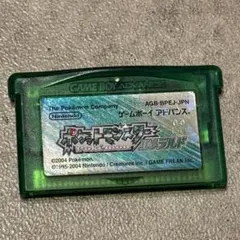 GAME BOY ADVANCE
The Pokémon Company
AGB-BPEJ-JPN
Nintendo
ゲームボーイアドバンス
ポケットモンスター
エメラルド
©2004 Pokémon.
©1995-2004 Nintendo / Creatures inc. / GAME FREAK inc.